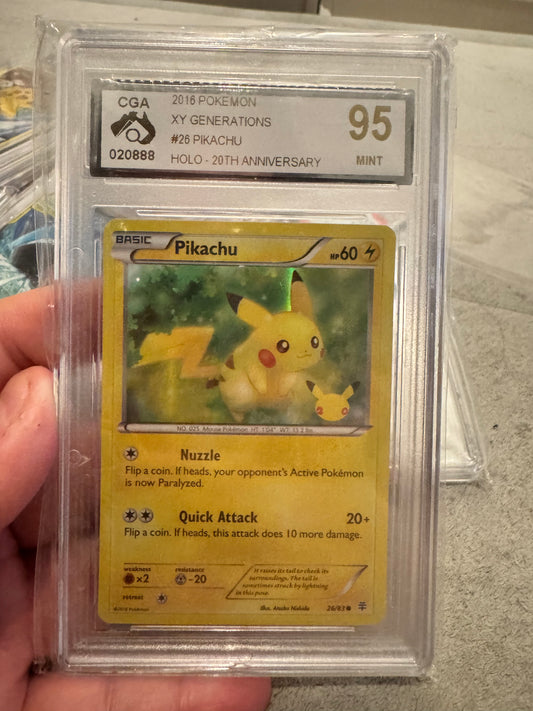 CGA
020888
2016 POKEMON
XY GENERATIONS
#26 PIKACHU
HOLO - 20TH ANNIVERSARY
95
MINT
BASIC
Pikachu
HP60
NO. 025 Mouse Pokémon HT: 1'04" WT: 13.2 lbs.
Nuzzle
Flip a coin. If heads, your opponent's Active Pokémon
is now Paralyzed.
Quick Attack 20+
Flip a coin. If heads, this attack does 10 more damage.
weakness resistance
×2 -20
retreat
It raises its tail to check its
surroundings. The tail is
sometimes struck by lightning
in this pose.
©2016 Pokémon
Illus. Atsuko Nishida
26/83